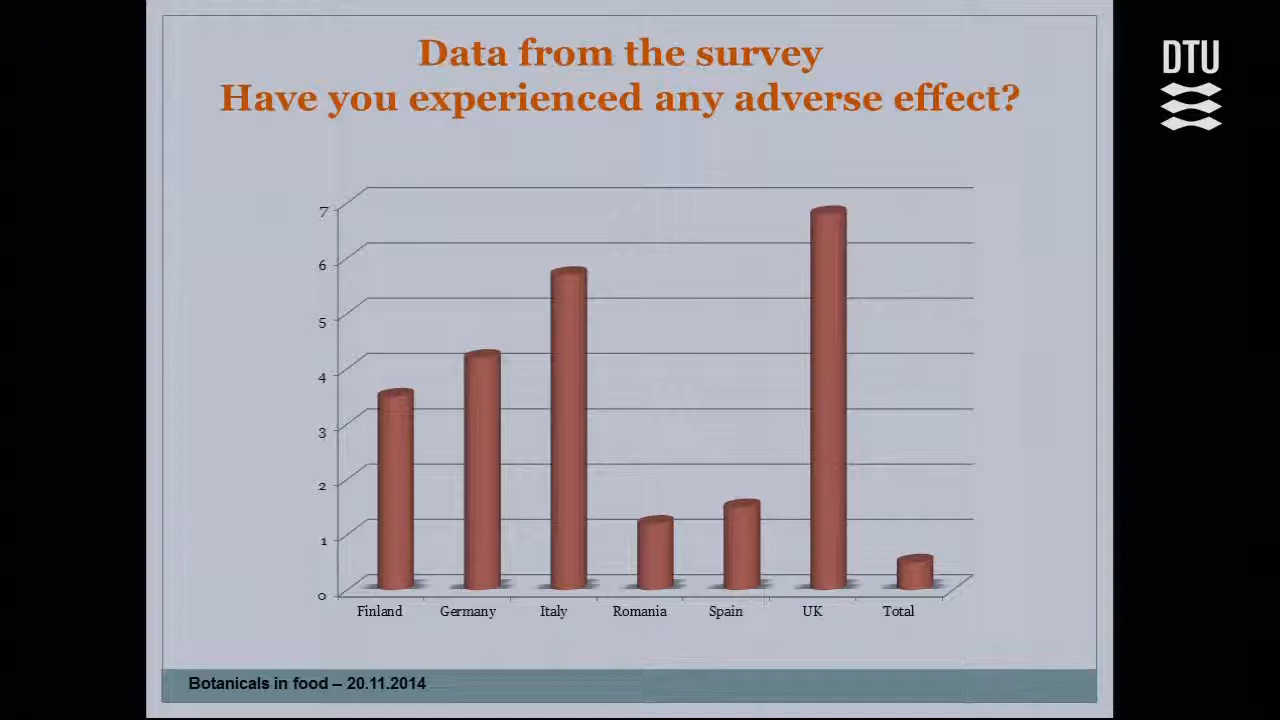 Data from the survey
Have you experienced any adverse effect?
DTU
7
6
5
4
3
2
1
0
Finland Germany Italy Romania Spain UK Total
Botanicals in food – 20.11.2014